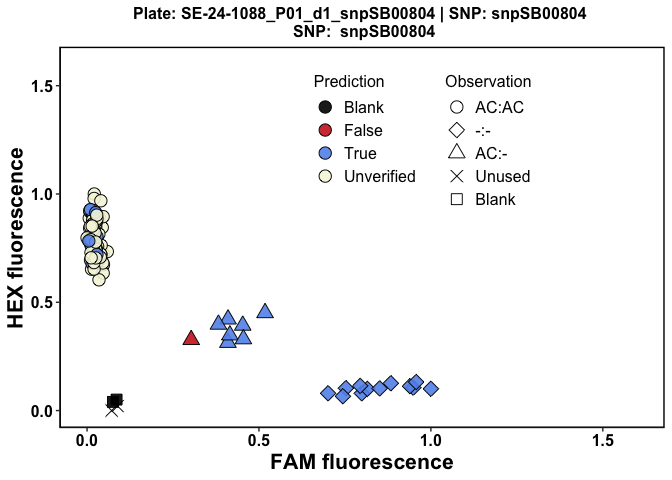 Plate: SE-24-1088_P01_d1_snpSB00804 | SNP: snpSB00804
SNP:  snpSB00804
Prediction
Blank
False
True
Unverified
Observation
AC:AC
-:-
AC:-
Unused
Blank
HEX fluorescence
1.5
1.0
0.5
0.0
0.0 0.5 1.0 1.5
FAM fluorescence